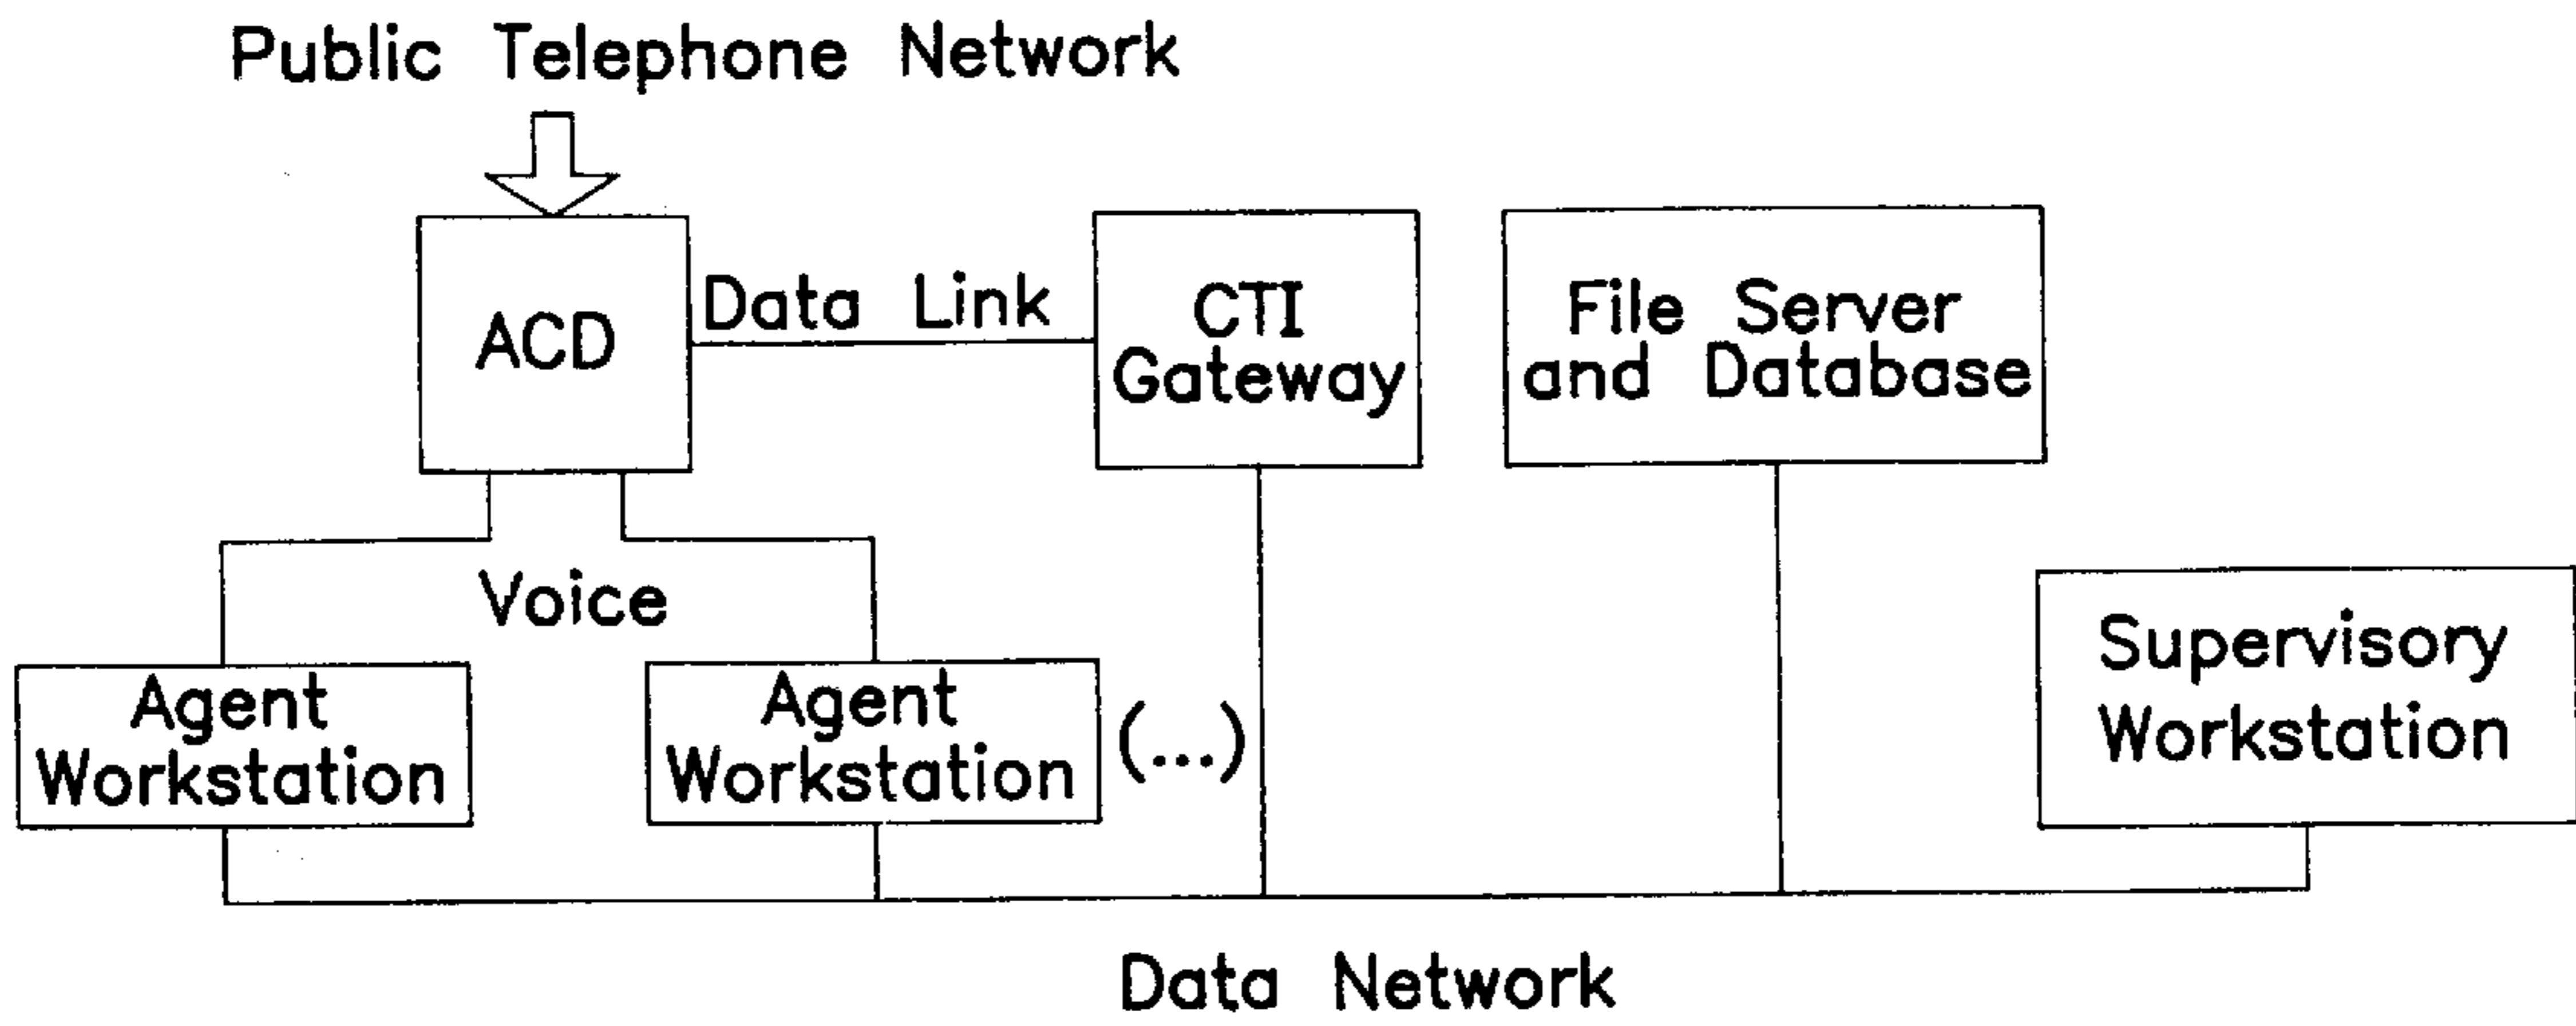 Public Telephone Network
ACD
Data Link
CTI
Gateway
File Server
and Database
Voice
Agent
Workstation
Agent
Workstation
(...)
Supervisory
Workstation
Data Network